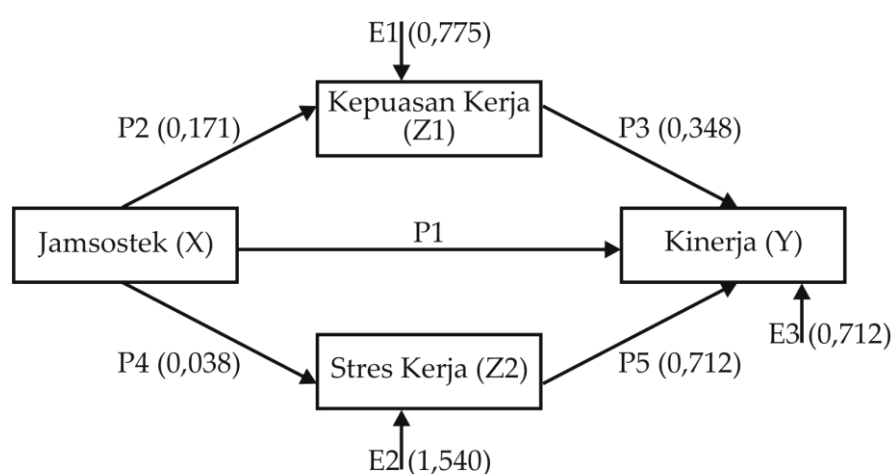 E1 (0,775)
Kepuasan Kerja
(Z1)
P2 (0,171)
P3 (0,348)
Jamsostek (X)
P1
Kinerja (Y)
E3 (0,712)
P4 (0,038)
Stres Kerja (Z2)
P5 (0,712)
E2 (1,540)